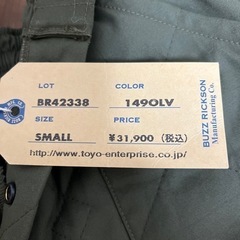 LOT
COLOR
BR42338
149OLV
SIZE
PRICE
SMALL
¥31,900 (税込)
http://www.toyo-enterprise.co.jp/
BUZZ RICKSON
Manufacturing Co.